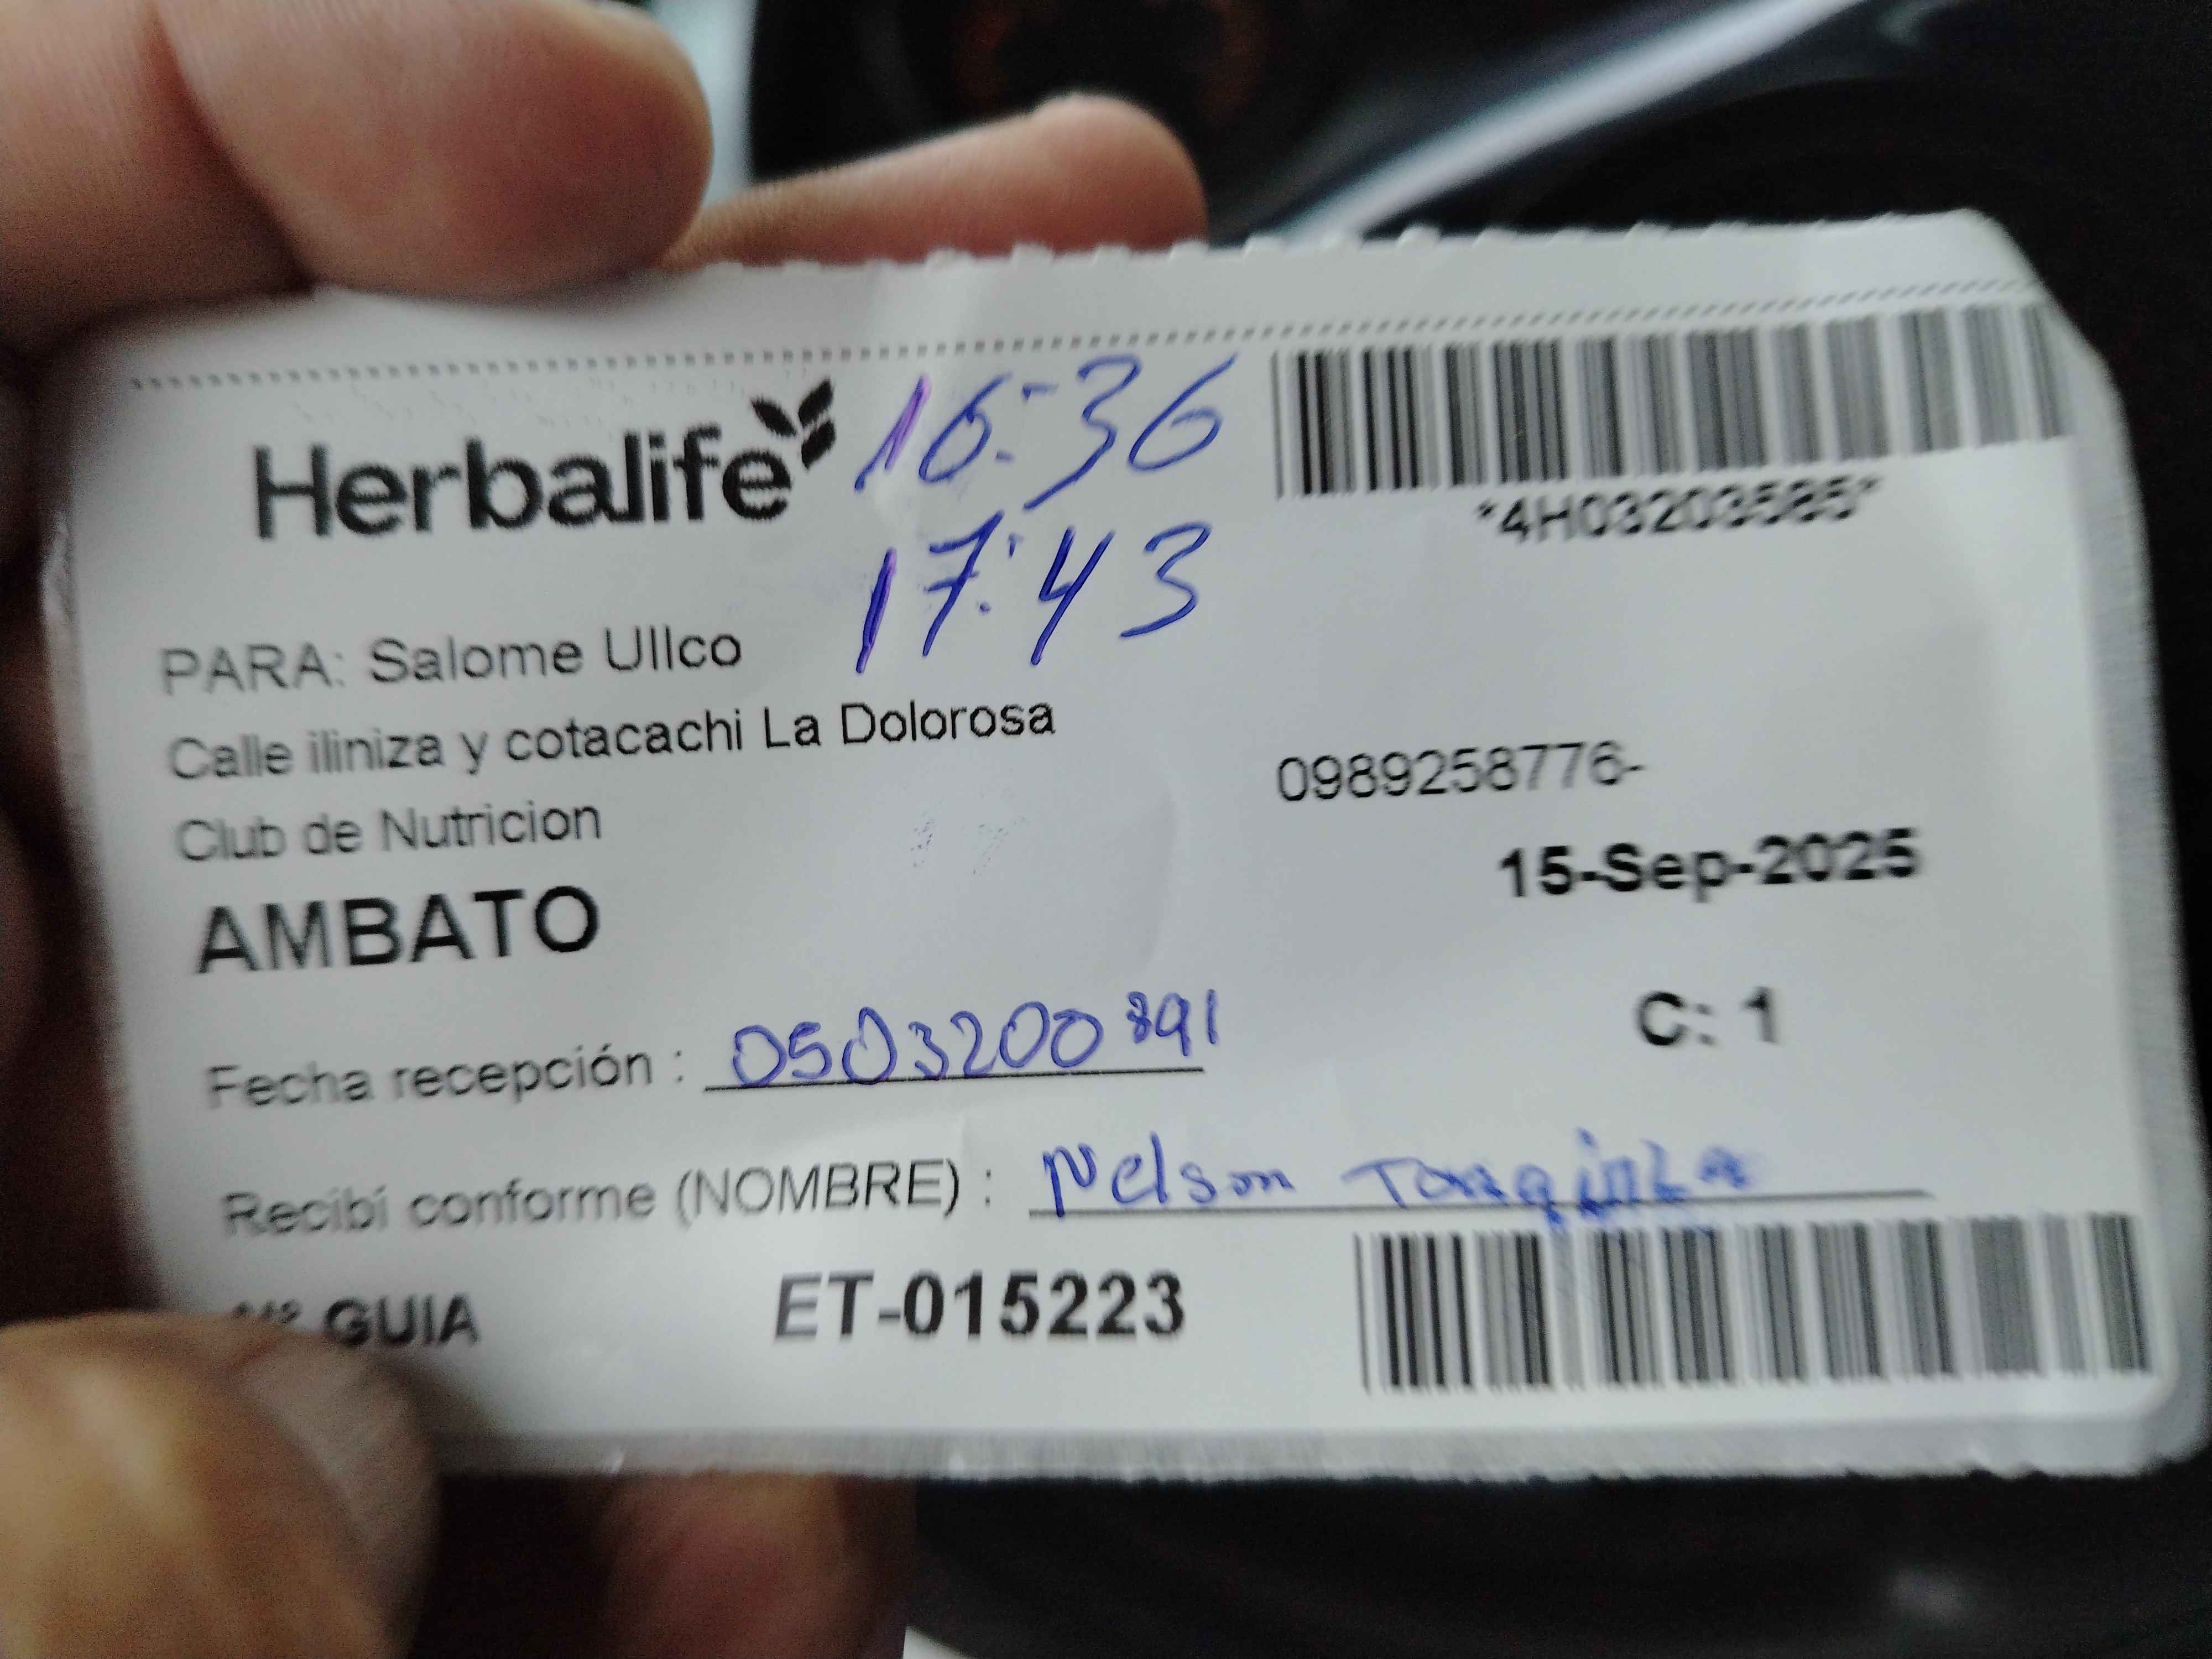 Herbalife
16:36
17:43
*4H03203585*
PARA: Salome Ullco
Calle iliniza y cotacachi La Dolorosa
0989258776-
Club de Nutricion
15-Sep-2025
AMBATO
C: 1
Fecha recepción : 0503200891
Recibí conforme (NOMBRE) : Nelson
GUIA ET-015223